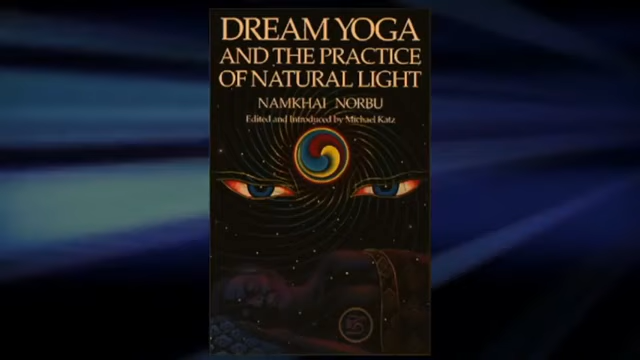 DREAM YOGA
AND THE PRACTICE
OF NATURAL LIGHT
NAMKHAI NORBU
Edited and Introduced by Michael Katz